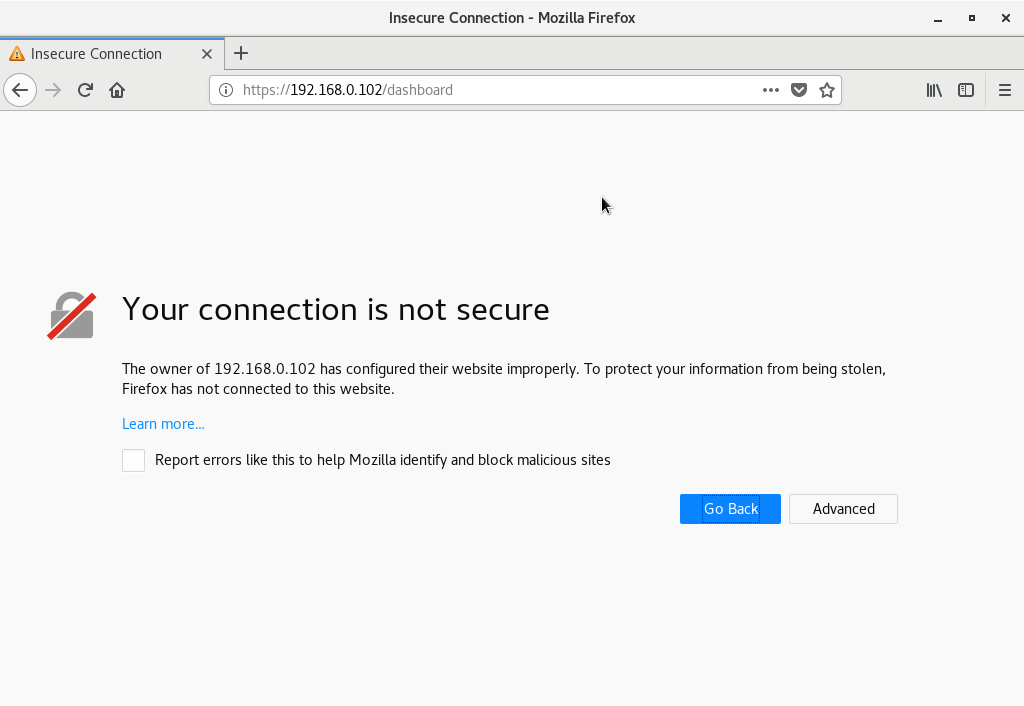 Insecure Connection - Mozilla Firefox
Insecure Connection
https://192.168.0.102/dashboard
Your connection is not secure
The owner of 192.168.0.102 has configured their website improperly. To protect your information from being stolen,
Firefox has not connected to this website.
Learn more...
Report errors like this to help Mozilla identify and block malicious sites
Go Back
Advanced